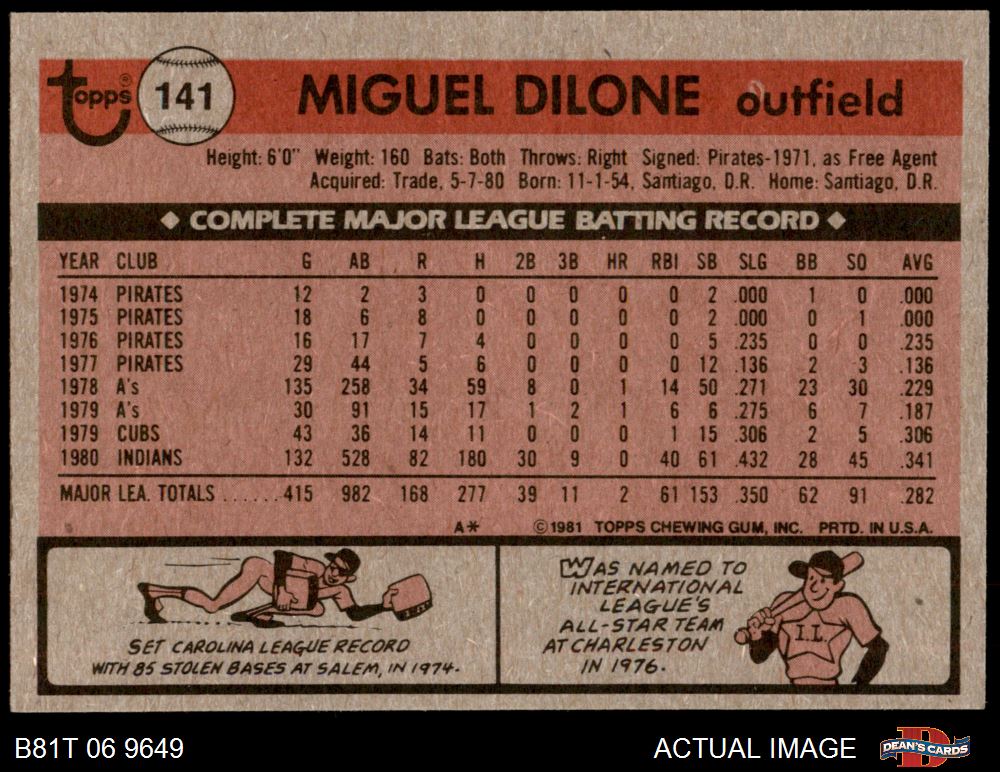 Topps ®
141
MIGUEL DILONE outfield
Height: 6'0" Weight: 160 Bats: Both Throws: Right Signed: Pirates-1971, as Free Agent
Acquired: Trade, 5-7-80 Born: 11-1-54, Santiago, D.R. Home: Santiago, D.R.
◆ COMPLETE MAJOR LEAGUE BATTING RECORD ◆
YEAR CLUB G AB R H 2B 3B HR RBI SB SLG BB SO AVG
1974 PIRATES 12 2 3 0 0 0 0 0 2 .000 1 0 .000
1975 PIRATES 18 6 8 0 0 0 0 0 2 .000 0 1 .000
1976 PIRATES 16 17 7 4 0 0 0 0 5 .235 0 0 .235
1977 PIRATES 29 44 5 6 0 0 0 0 12 .136 2 3 .136
1978 A's 135 258 34 59 8 0 1 14 50 .271 23 30 .229
1979 A's 30 91 15 17 1 2 1 6 6 .275 6 7 .187
1979 CUBS 43 36 14 11 0 0 0 1 15 .306 2 5 .306
1980 INDIANS 132 528 82 180 30 9 0 40 61 .432 28 45 .341
MAJOR LEA. TOTALS ......415 982 168 277 39 11 2 61 153 .350 62 91 .282
A* ©1981 TOPPS CHEWING GUM, INC. PRTD. IN U.S.A.
SET CAROLINA LEAGUE RECORD
WITH 85 STOLEN BASES AT SALEM, IN 1974.
WAS NAMED TO
INTERNATIONAL
LEAGUE'S
ALL-STAR TEAM
AT CHARLESTON
IN 1976.
I.L.
B81T 06 9649
ACTUAL IMAGE
DEAN'S CARDS